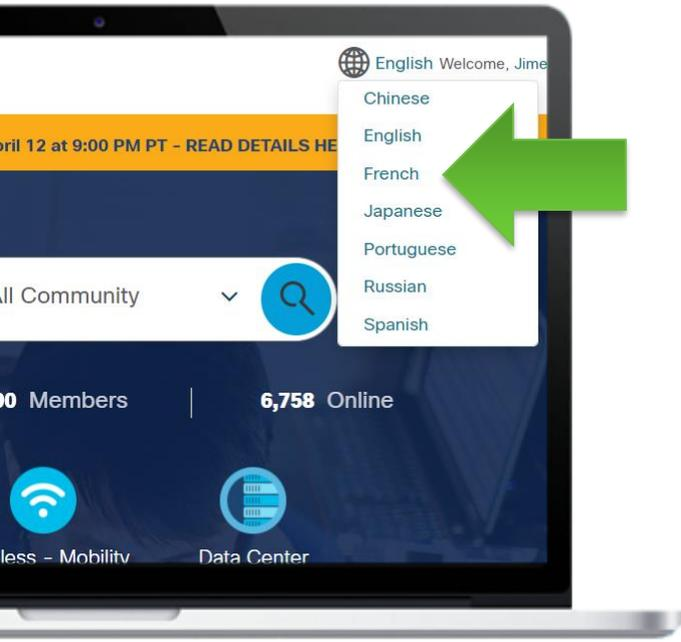 English Welcome, Jime
Chinese
English
French
Japanese
Portuguese
Russian
Spanish
pril 12 at 9:00 PM PT - READ DETAILS HE
All Community
00 Members
6,758 Online
less - Mobility
Data Center